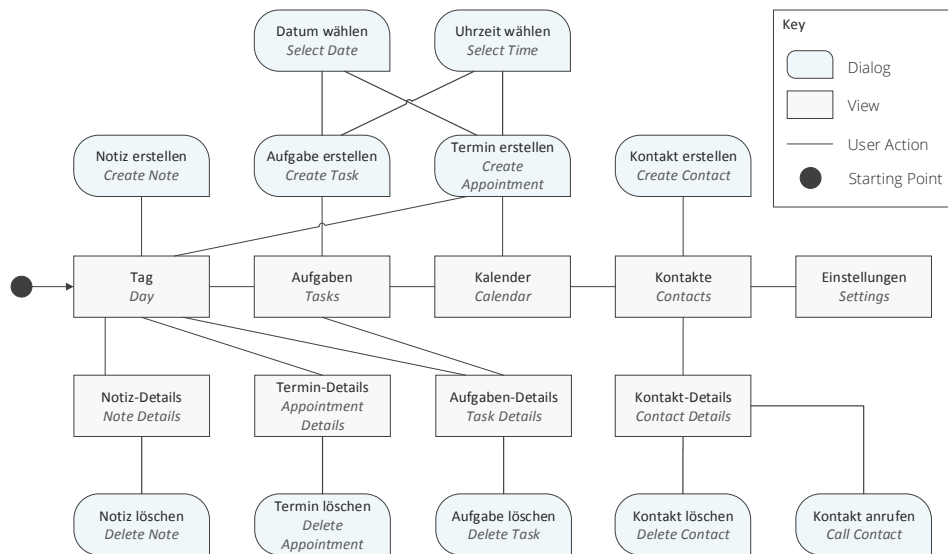 Datum wählen
Select Date
Uhrzeit wählen
Select Time
Key
Dialog
View
User Action
Starting Point
Notiz erstellen
Create Note
Aufgabe erstellen
Create Task
Termin erstellen
Create
Appointment
Kontakt erstellen
Create Contact
Tag
Day
Aufgaben
Tasks
Kalender
Calendar
Kontakte
Contacts
Einstellungen
Settings
Notiz-Details
Note Details
Termin-Details
Appointment
Details
Aufgaben-Details
Task Details
Kontakt-Details
Contact Details
Notiz löschen
Delete Note
Termin löschen
Delete
Appointment
Aufgabe löschen
Delete Task
Kontakt löschen
Delete Contact
Kontakt anrufen
Call Contact